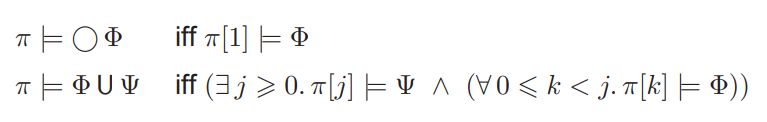 π ⊨ ◯ Φ iff π[1] ⊨ Φ
π ⊨ Φ U Ψ iff (∃ j ⩾ 0. π[j] ⊨ Ψ ∧ (∀ 0 ⩽ k < j. π[k] ⊨ Φ))